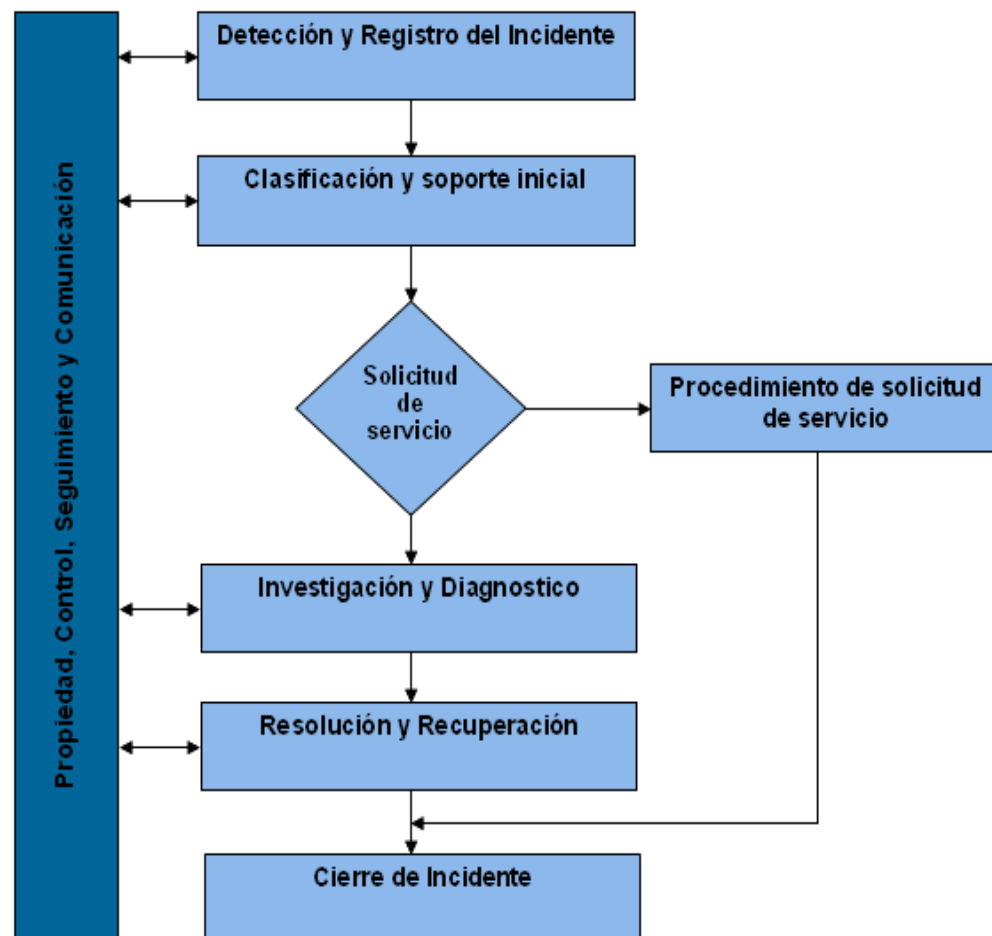 Detección y Registro del Incidente
Clasificación y soporte inicial
Solicitud
de
servicio
Procedimiento de solicitud
de servicio
Investigación y Diagnostico
Resolución y Recuperación
Cierre de Incidente
Propiedad, Control, Seguimiento y Comunicación